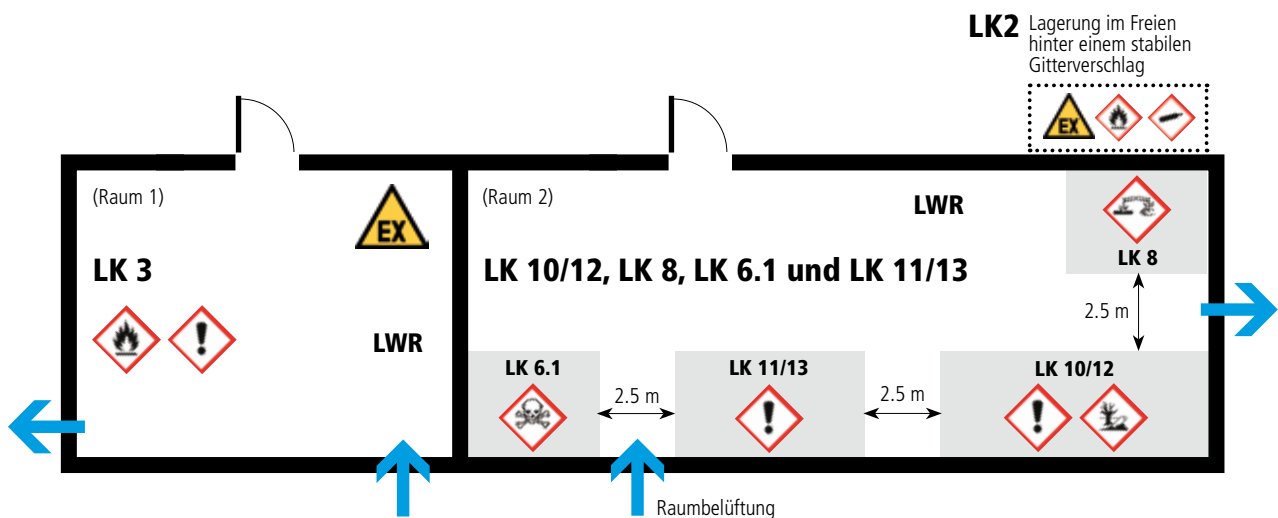 LK2 Lagerung im Freien
hinter einem stabilen
Gitterverschlag
EX
(Raum 1)
EX
LK 3
LWR
(Raum 2)
LWR
LK 10/12, LK 8, LK 6.1 und LK 11/13
LK 8
2.5 m
LK 6.1
2.5 m
LK 11/13
2.5 m
LK 10/12
Raumbelüftung